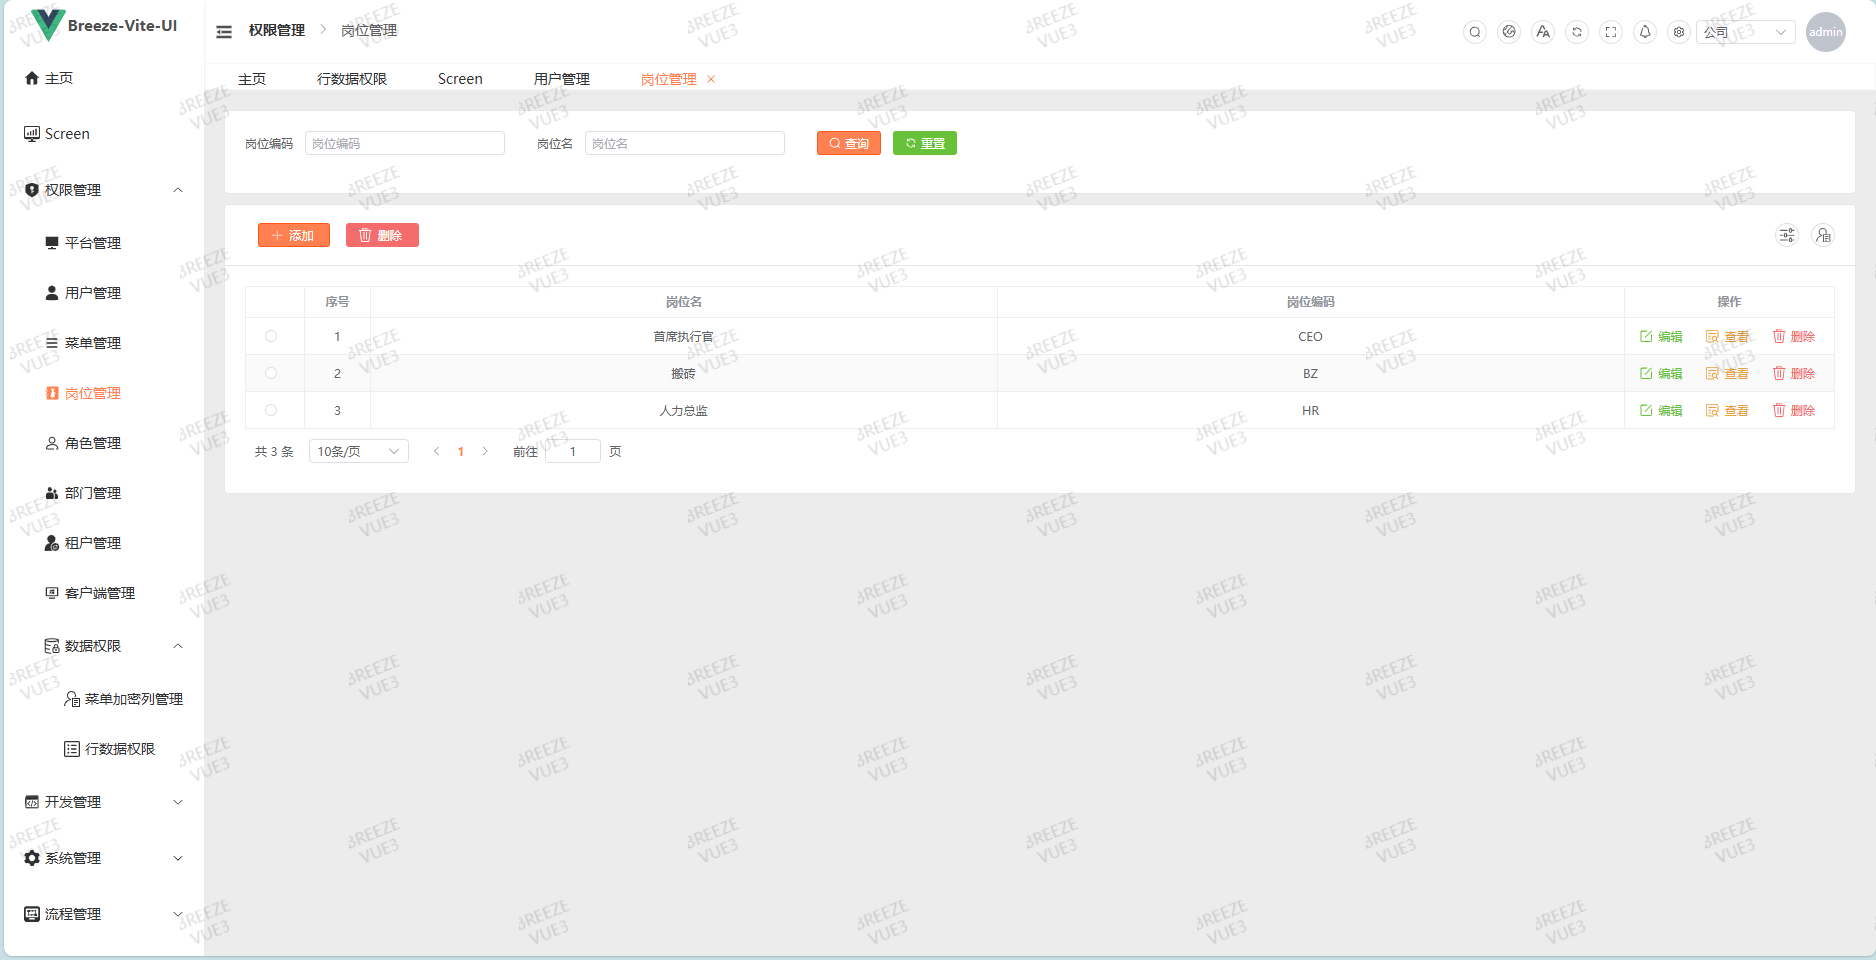 Breeze-Vite-UI
主页
Screen
权限管理
平台管理
用户管理
菜单管理
岗位管理
角色管理
部门管理
租户管理
客户端管理
数据权限
菜单加密列管理
行数据权限
开发管理
系统管理
流程管理
权限管理 > 岗位管理
公司
admin
主页 行数据权限 Screen 用户管理 岗位管理 ×
岗位编码 岗位编码 岗位名 岗位名 查询 重置
添加 删除
序号 岗位名 岗位编码 操作
1 首席执行官 CEO 编辑 查看 删除
2 搬砖 BZ 编辑 查看 删除
3 人力总监 HR 编辑 查看 删除
共 3 条 10条/页 < 1 > 前往 1 页
BREEZE
VUE3